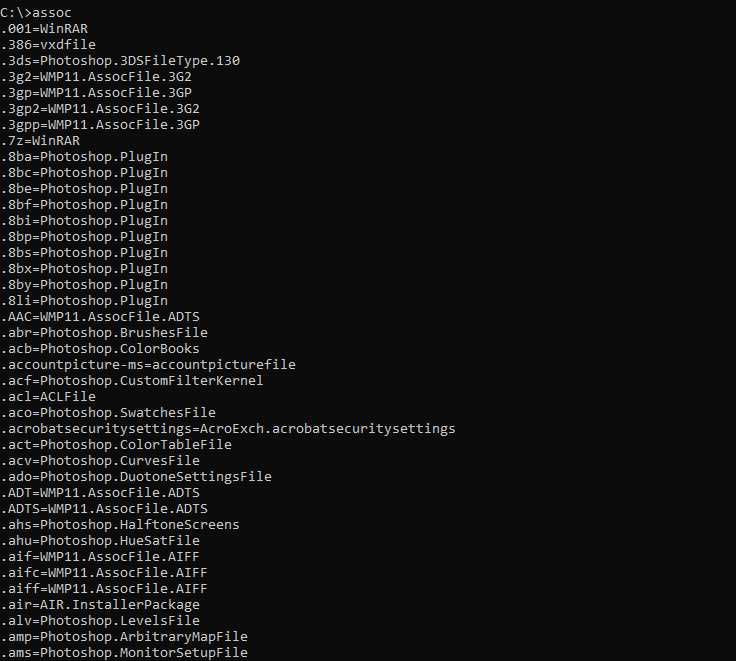 C:\>assoc
.001=WinRAR
.386=vxdfile
.3ds=Photoshop.3DSFileType.130
.3g2=WMP11.AssocFile.3G2
.3gp=WMP11.AssocFile.3GP
.3gp2=WMP11.AssocFile.3G2
.3gpp=WMP11.AssocFile.3GP
.7z=WinRAR
.8ba=Photoshop.PlugIn
.8bc=Photoshop.PlugIn
.8be=Photoshop.PlugIn
.8bf=Photoshop.PlugIn
.8bi=Photoshop.PlugIn
.8bp=Photoshop.PlugIn
.8bs=Photoshop.PlugIn
.8bx=Photoshop.PlugIn
.8by=Photoshop.PlugIn
.8li=Photoshop.PlugIn
.AAC=WMP11.AssocFile.ADTS
.abr=Photoshop.BrushesFile
.acb=Photoshop.ColorBooks
.accountpicture-ms=accountpicturefile
.acf=Photoshop.CustomFilterKernel
.acl=ACLFile
.aco=Photoshop.SwatchesFile
.acrobatsecuritysettings=AcroExch.acrobatsecuritysettings
.act=Photoshop.ColorTableFile
.acv=Photoshop.CurvesFile
.ado=Photoshop.DuotoneSettingsFile
.ADT=WMP11.AssocFile.ADTS
.ADTS=WMP11.AssocFile.ADTS
.ahs=Photoshop.HalftoneScreens
.ahu=Photoshop.HueSatFile
.aif=WMP11.AssocFile.AIFF
.aifc=WMP11.AssocFile.AIFF
.aiff=WMP11.AssocFile.AIFF
.air=AIR.InstallerPackage
.alv=Photoshop.LevelsFile
.amp=Photoshop.ArbitraryMapFile
.ams=Photoshop.MonitorSetupFile